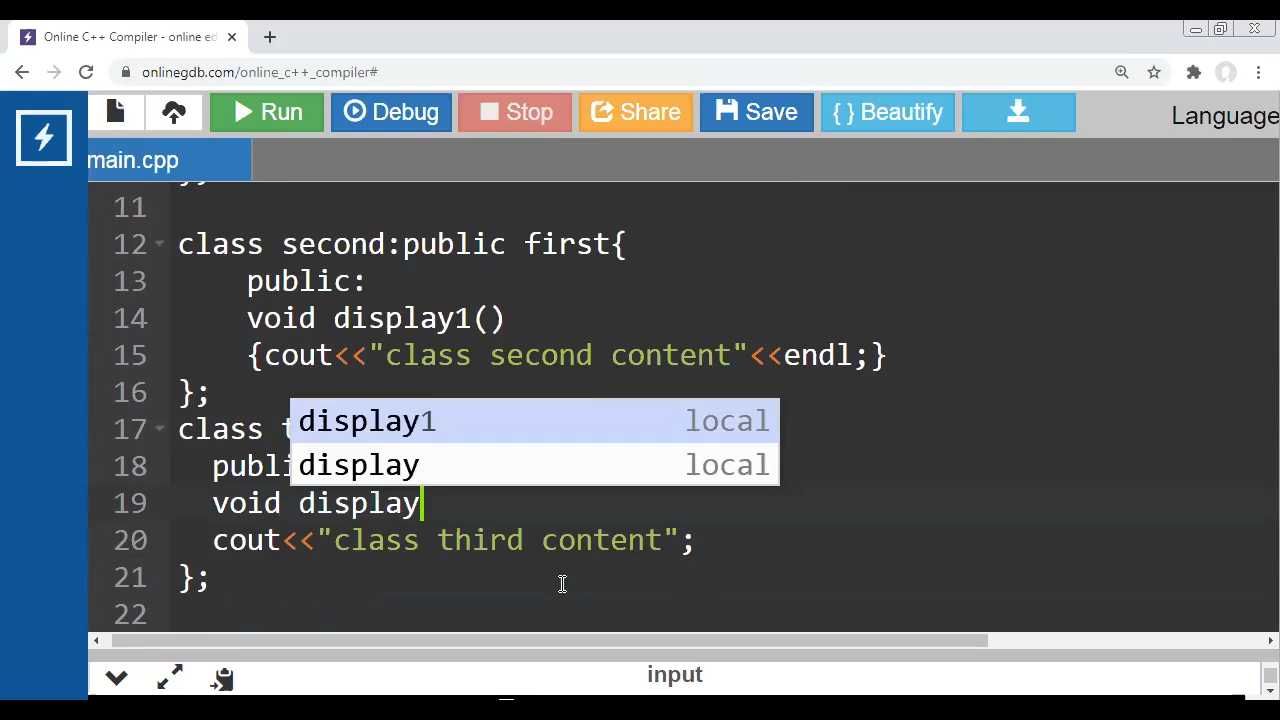 Online C++ Compiler - online ed
onlinegdb.com/online_c++_compiler#
Run Debug Stop Share Save { } Beautify Language
main.cpp
11
12 class second:public first{
13 public:
14 void display1()
15 {cout<<"class second content"<<endl;}
16 };
display1 local
17 class t
18 publi
display local
19 void display
20 cout<<"class third content";
21 };
22
input